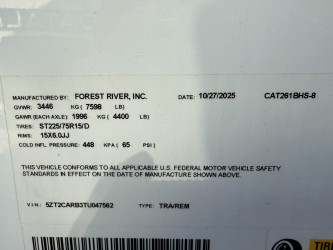 MANUFACTURED BY: FOREST RIVER, INC. DATE: 10/27/2025 CAT261BHS-8
GVWR: 3446 KG ( 7598 LB)
GAWR (EACH AXLE): 1996 KG ( 4400 LB)
TIRES: ST225/75R15/D
RIMS: 15X6.0JJ
COLD INFL. PRESSURE: 448 KPA ( 65 PSI )
THIS VEHICLE CONFORMS TO ALL APPLICABLE U.S. FEDERAL MOTOR VEHICLE SAFETY
STANDARDS IN EFFECT ON THE DATE OF MANUFACTURE SHOWN ABOVE.
V.I.N.: 5ZT2CARB3TU047562 TYPE: TRA/REM